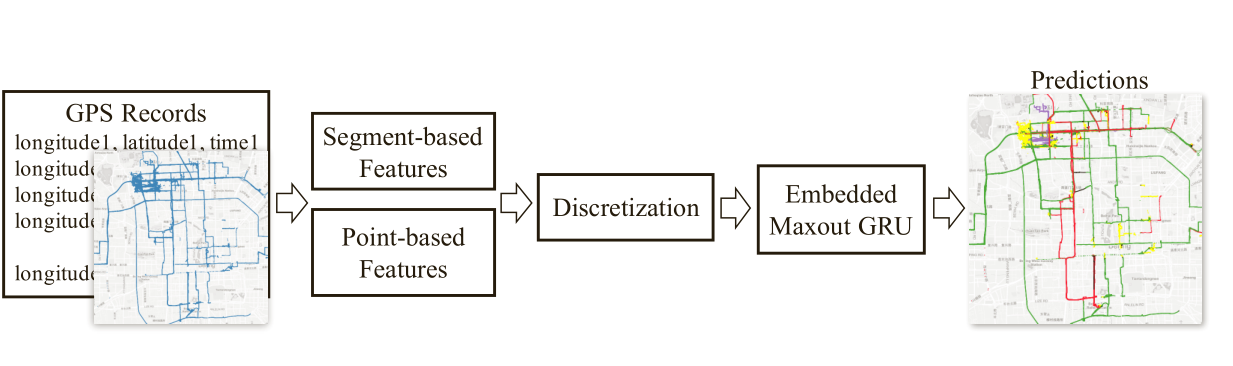 GPS Records
longitude1, latitude1, time1
longitude
longitude
longitude
longitude
Segment-based
Features
Point-based
Features
Discretization
Embedded
Maxout GRU
Predictions